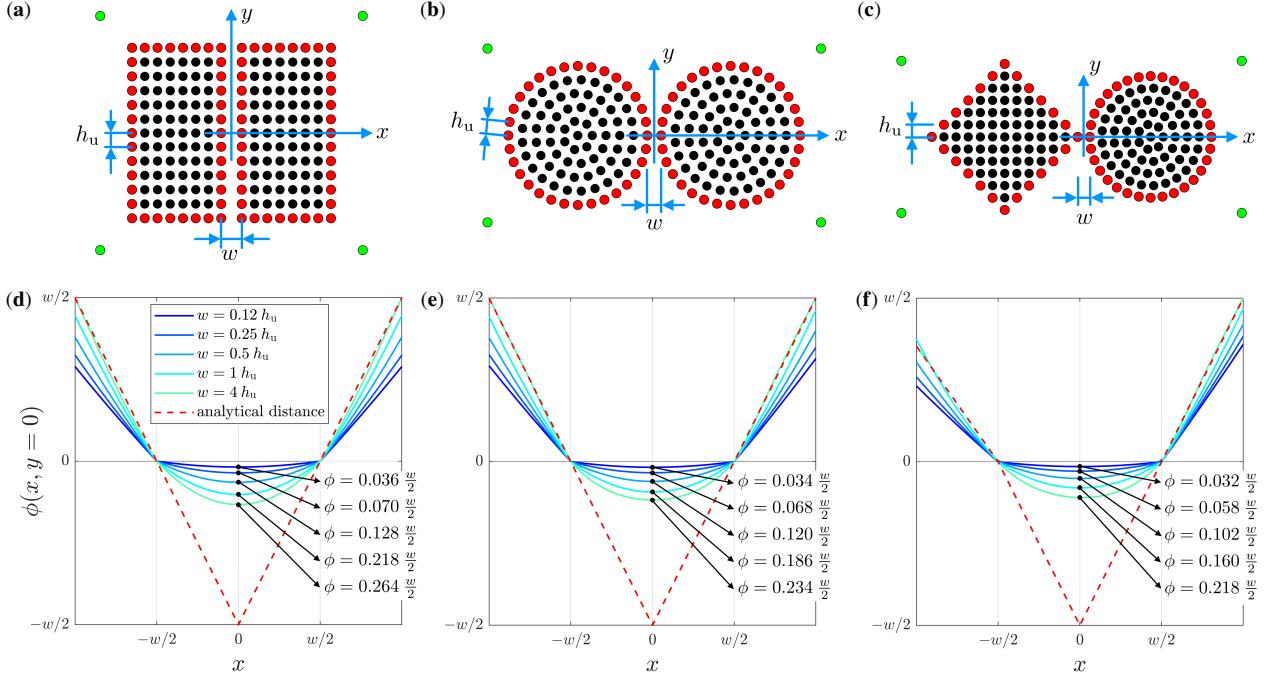 (a)
y
x
h_u
w
(b)
y
x
h_u
w
(c)
y
x
h_u
w
(d)
w/2
0
−w/2
ϕ(x, y = 0)
w = 0.12 h_u
w = 0.25 h_u
w = 0.5 h_u
w = 1 h_u
w = 4 h_u
analytical distance
ϕ = 0.036 w/2
ϕ = 0.070 w/2
ϕ = 0.128 w/2
ϕ = 0.218 w/2
ϕ = 0.264 w/2
−w/2 0 w/2
x
(e)
w/2
0
−w/2
ϕ = 0.034 w/2
ϕ = 0.068 w/2
ϕ = 0.120 w/2
ϕ = 0.186 w/2
ϕ = 0.234 w/2
−w/2 0 w/2
x
(f)
w/2
0
−w/2
ϕ = 0.032 w/2
ϕ = 0.058 w/2
ϕ = 0.102 w/2
ϕ = 0.160 w/2
ϕ = 0.218 w/2
−w/2 0 w/2
x